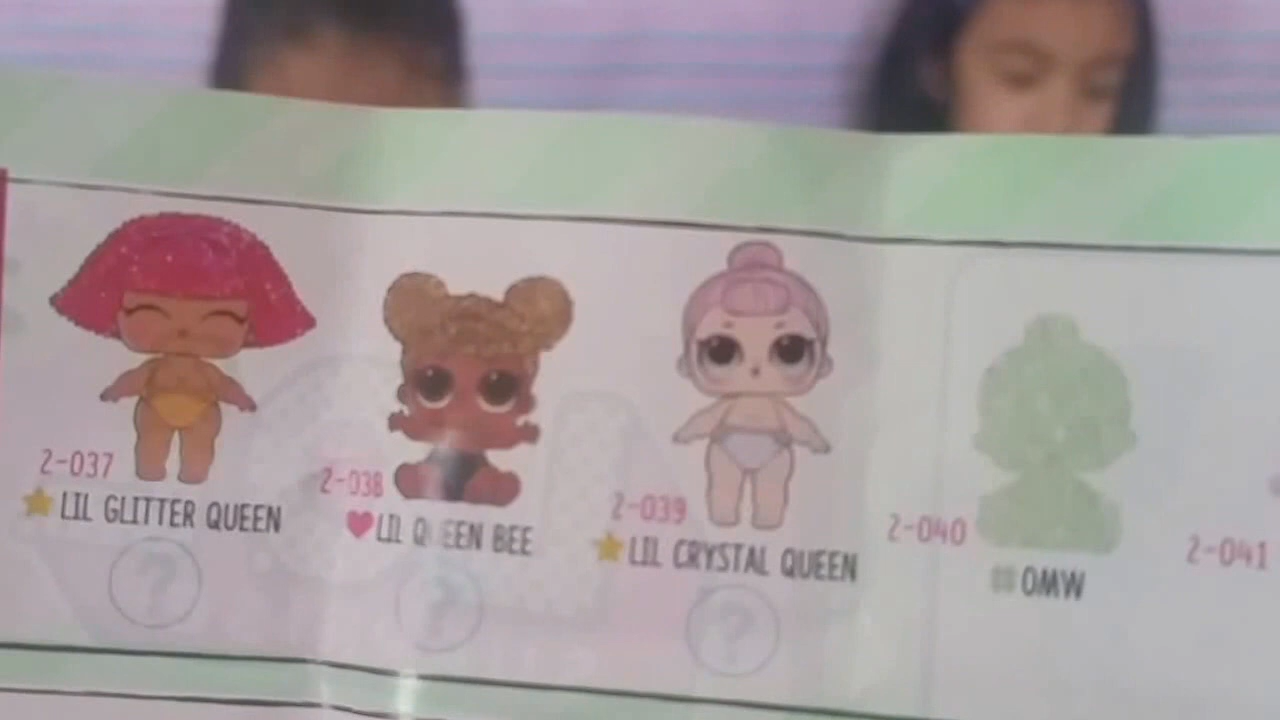 2-037
LIL GLITTER QUEEN
?
2-038
LIL QUEEN BEE
?
2-039
LIL CRYSTAL QUEEN
?
2-040
#OMW
2-041